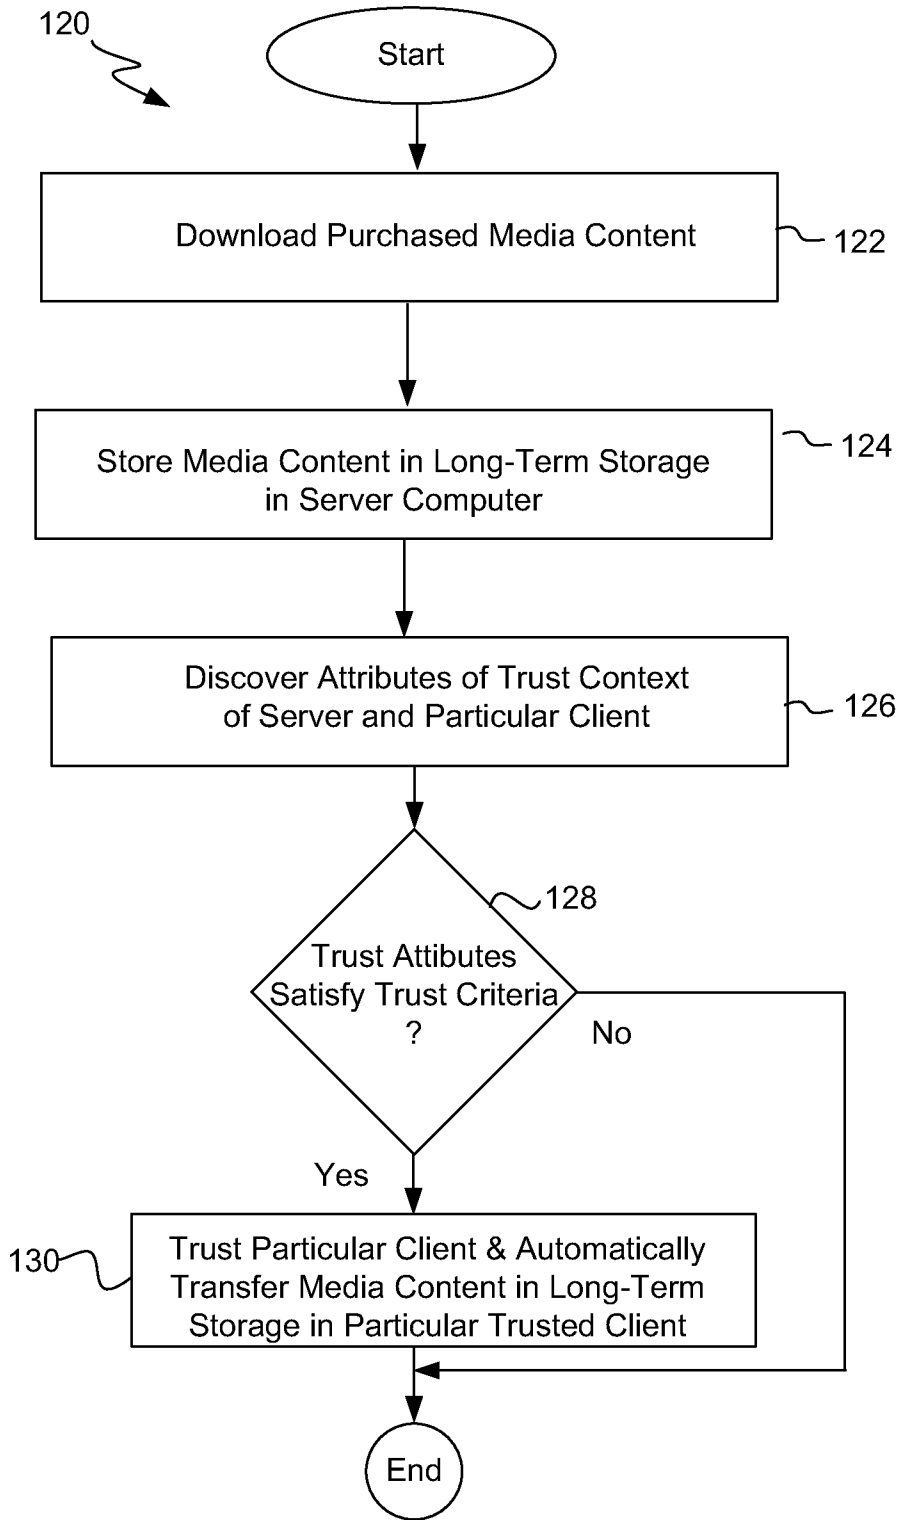 120
Start
Download Purchased Media Content
122
Store Media Content in Long-Term Storage
in Server Computer
124
Discover Attributes of Trust Context
of Server and Particular Client
126
128
Trust Attibutes
Satisfy Trust Criteria
?
No
Yes
130
Trust Particular Client & Automatically
Transfer Media Content in Long-Term
Storage in Particular Trusted Client
End